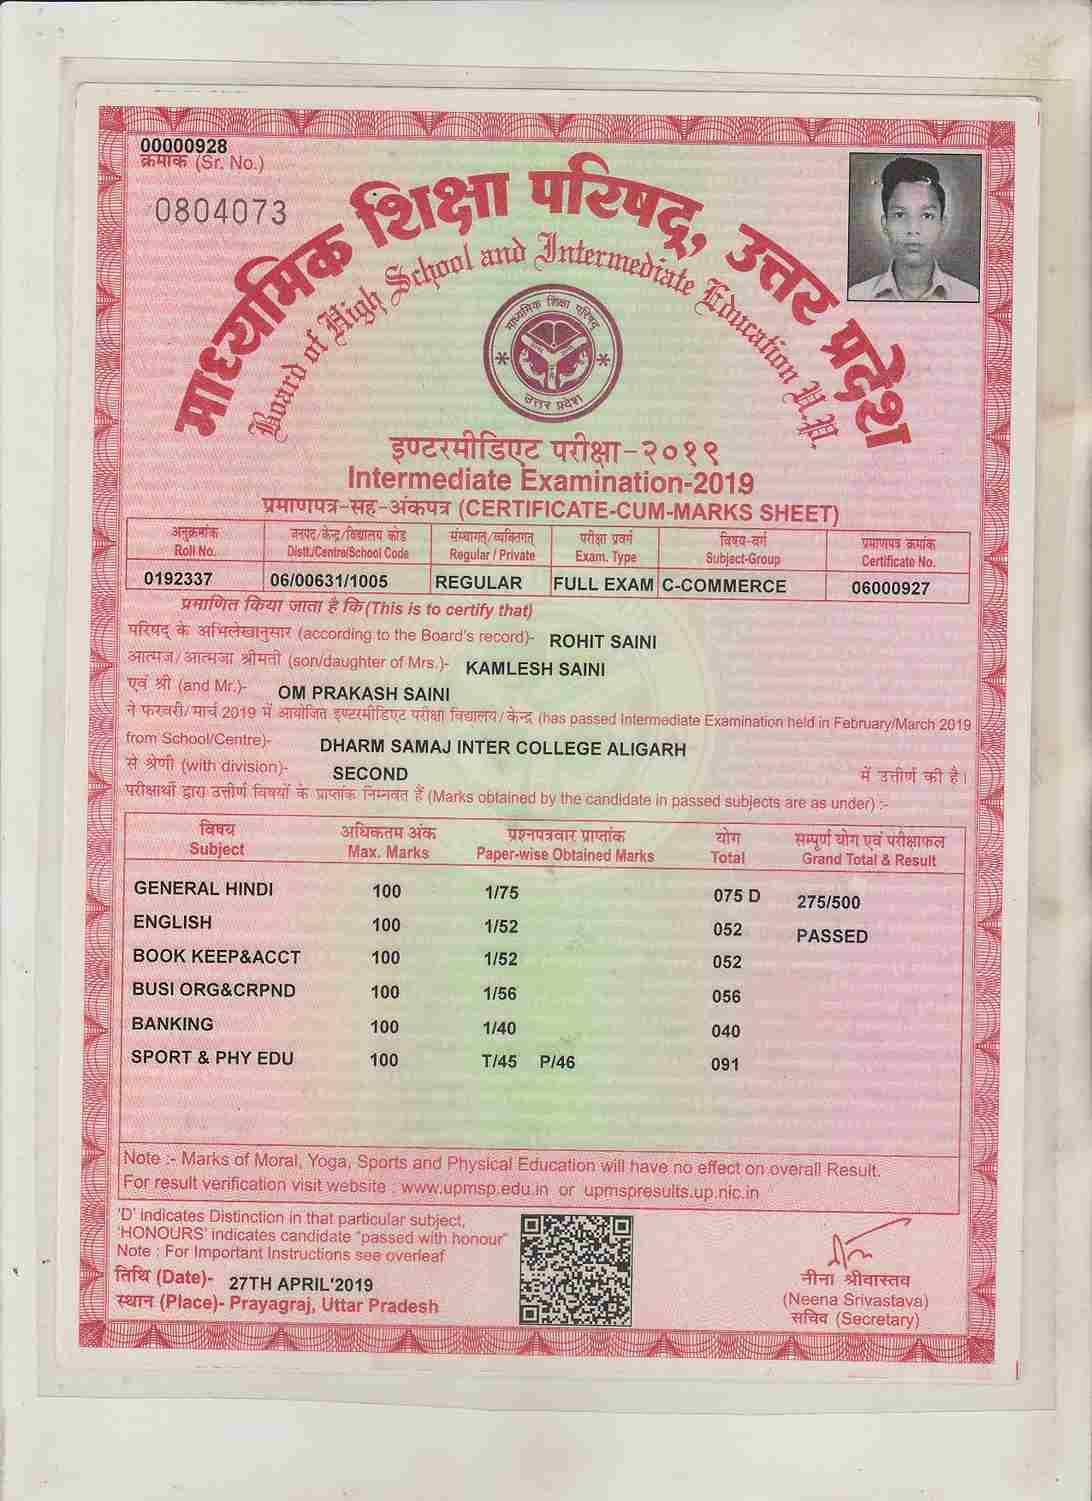 00000928
क्रमांक (Sr. No.)
0804073
माध्यमिक शिक्षा परिषद्, उत्तर प्रदेश
Board of High School and Intermediate Education U.P.
माध्यमिक शिक्षा परिषद्
उत्तर प्रदेश
इण्टरमीडिएट परीक्षा-२०१९
Intermediate Examination-2019
प्रमाणपत्र-सह-अंकपत्र (CERTIFICATE-CUM-MARKS SHEET)
अनुक्रमांक जनपद/केन्द्र/विद्यालय कोड संस्थागत/व्यक्तिगत परीक्षा प्रवर्ग विषय-वर्ग प्रमाणपत्र क्रमांक
Roll No. Distt./Centre/School Code Regular / Private Exam. Type Subject-Group Certificate No.
0192337 06/00631/1005 REGULAR FULL EXAM C-COMMERCE 06000927
प्रमाणित किया जाता है कि (This is to certify that)
परिषद् के अभिलेखानुसार (according to the Board's record)- ROHIT SAINI
आत्मज/आत्मजा श्रीमती (son/daughter of Mrs.)- KAMLESH SAINI
एवं श्री (and Mr.)- OM PRAKASH SAINI
ने फरवरी/मार्च 2019 में आयोजित इण्टरमीडिएट परीक्षा विद्यालय/केन्द्र (has passed Intermediate Examination held in February/March 2019
from School/Centre)- DHARM SAMAJ INTER COLLEGE ALIGARH
से श्रेणी (with division)- SECOND में उत्तीर्ण की है।
परीक्षार्थी द्वारा उत्तीर्ण विषयों के प्राप्तांक निम्नवत हैं (Marks obtained by the candidate in passed subjects are as under) :-
विषय अधिकतम अंक प्रश्नपत्रवार प्राप्तांक योग सम्पूर्ण योग एवं परीक्षाफल
Subject Max. Marks Paper-wise Obtained Marks Total Grand Total & Result
GENERAL HINDI 100 1/75 075 D 275/500
ENGLISH 100 1/52 052 PASSED
BOOK KEEP&ACCT 100 1/52 052
BUSI ORG&CRPND 100 1/56 056
BANKING 100 1/40 040
SPORT & PHY EDU 100 T/45 P/46 091
Note :- Marks of Moral, Yoga, Sports and Physical Education will have no effect on overall Result.
For result verification visit website : www.upmsp.edu.in or upmspresults.up.nic.in
'D' indicates Distinction in that particular subject,
'HONOURS' indicates candidate "passed with honour"
Note : For Important Instructions see overleaf
तिथि (Date)- 27TH APRIL'2019
स्थान (Place)- Prayagraj, Uttar Pradesh
नीना श्रीवास्तव
(Neena Srivastava)
सचिव (Secretary)